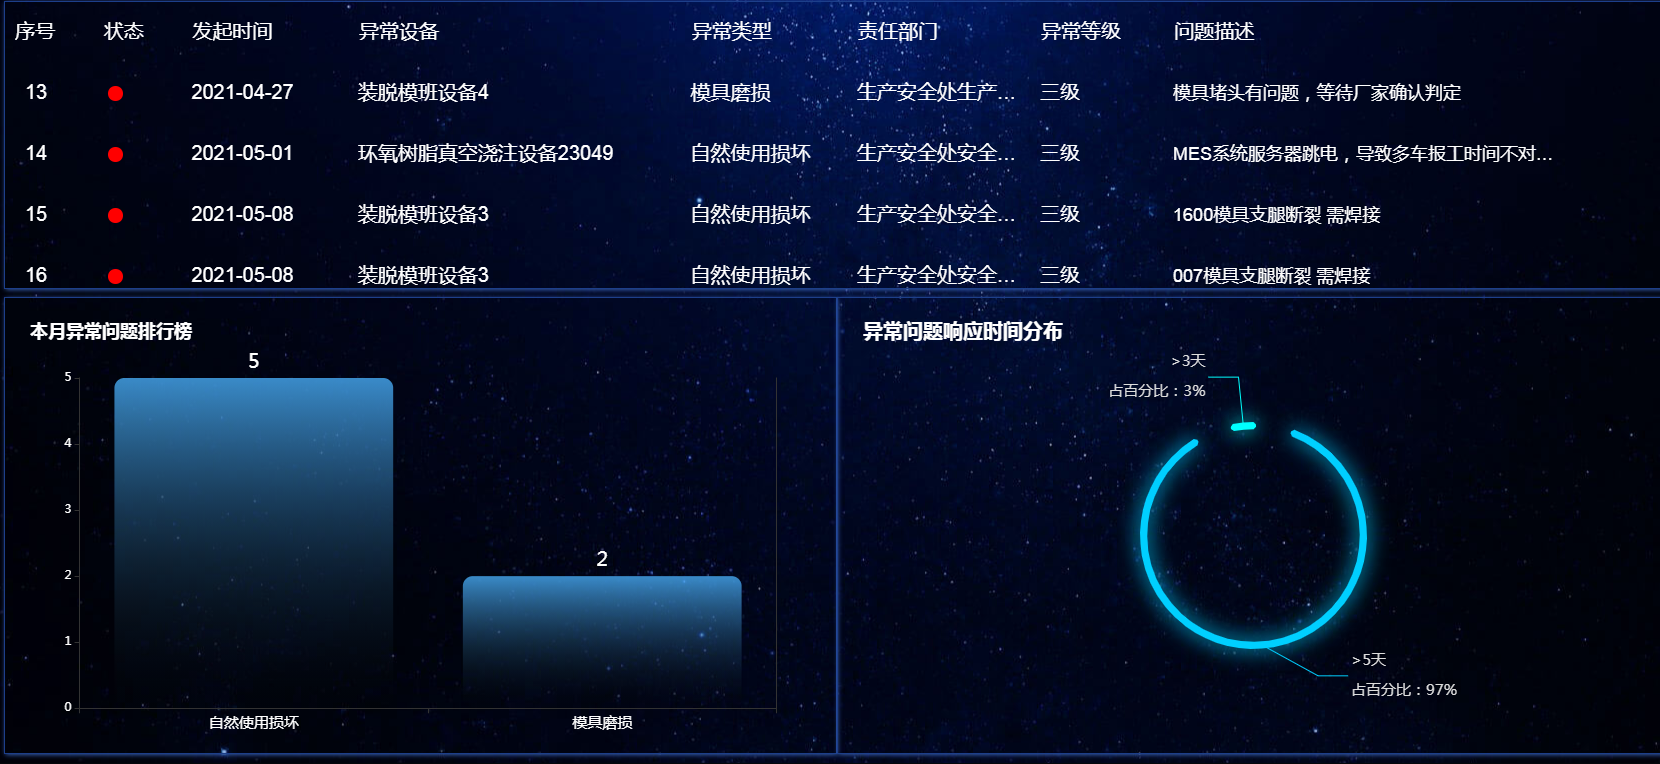 序号 状态 发起时间 异常设备 异常类型 责任部门 异常等级 问题描述
13 2021-04-27 装脱模班设备4 模具磨损 生产安全处生产... 三级 模具堵头有问题，等待厂家确认判定
14 2021-05-01 环氧树脂真空浇注设备23049 自然使用损坏 生产安全处安全... 三级 MES系统服务器跳电，导致多车报工时间不对...
15 2021-05-08 装脱模班设备3 自然使用损坏 生产安全处安全... 三级 1600模具支腿断裂 需焊接
16 2021-05-08 装脱模班设备3 自然使用损坏 生产安全处安全... 三级 007模具支腿断裂 需焊接
本月异常问题排行榜
5
5
4
3
2
2
1
0
自然使用损坏 模具磨损
异常问题响应时间分布
>3天
占百分比：3%
>5天
占百分比：97%